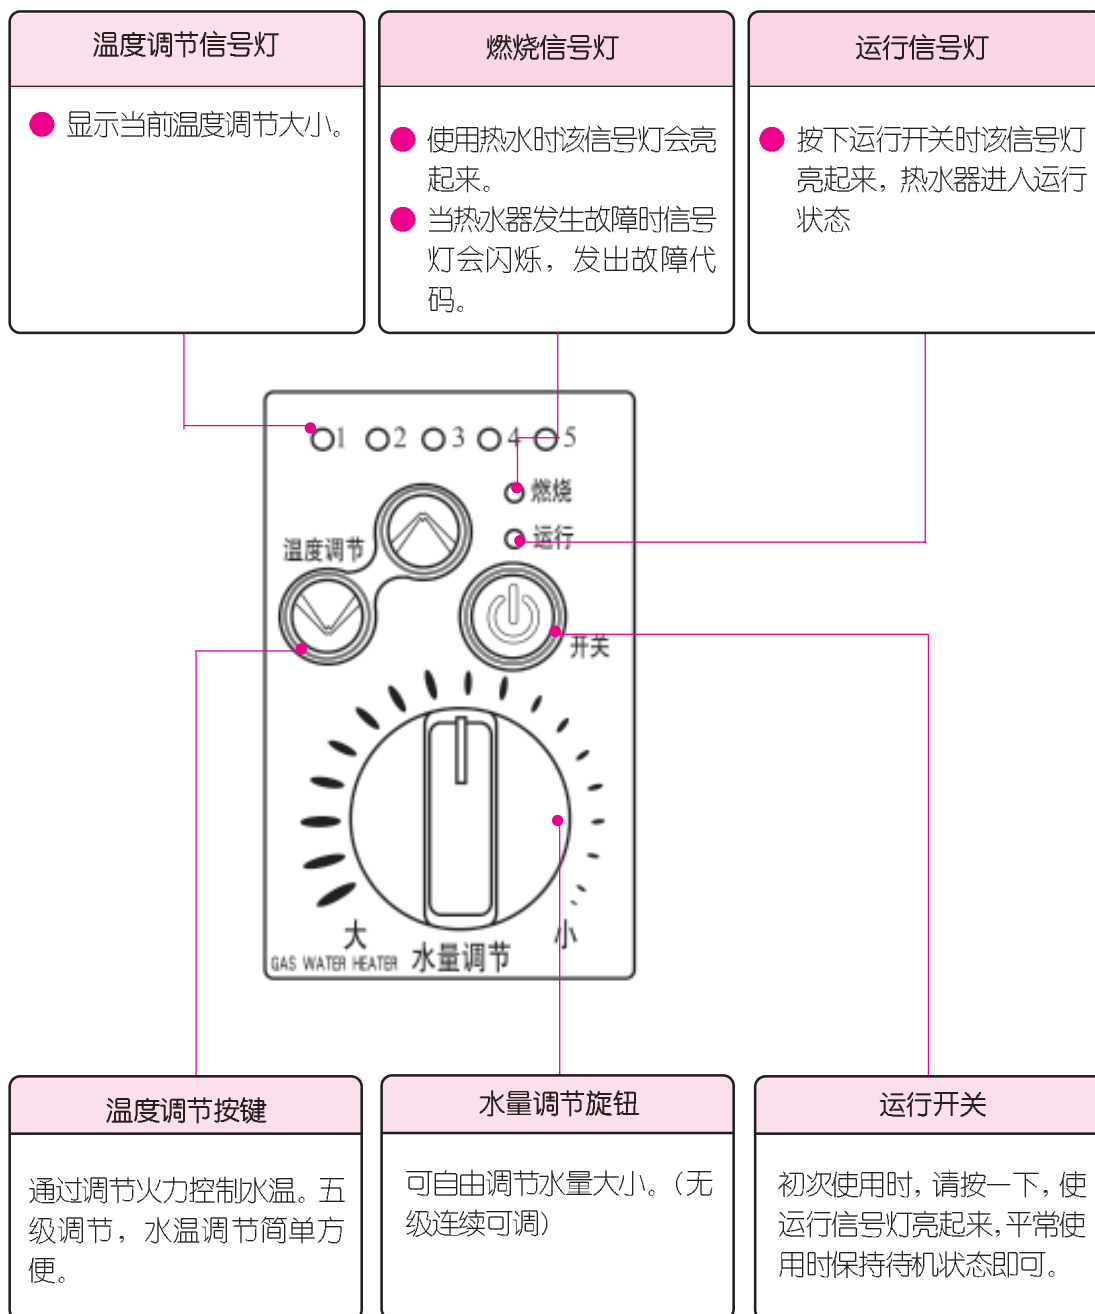 温度调节信号灯
显示当前温度调节大小。
燃烧信号灯
使用热水时该信号灯会亮
起来。
当热水器发生故障时信号
灯会闪烁，发出故障代
码。
运行信号灯
按下运行开关时该信号灯
亮起来，热水器进入运行
状态
1 2 3 4 5
燃烧
运行
温度调节
开关
大
小
GAS WATER HEATER 水量调节
温度调节按键
通过调节火力控制水温。五
级调节，水温调节简单方
便。
水量调节旋钮
可自由调节水量大小。（无
级连续可调）
运行开关
初次使用时，请按一下，使
运行信号灯亮起来，平常使
用时保持待机状态即可。